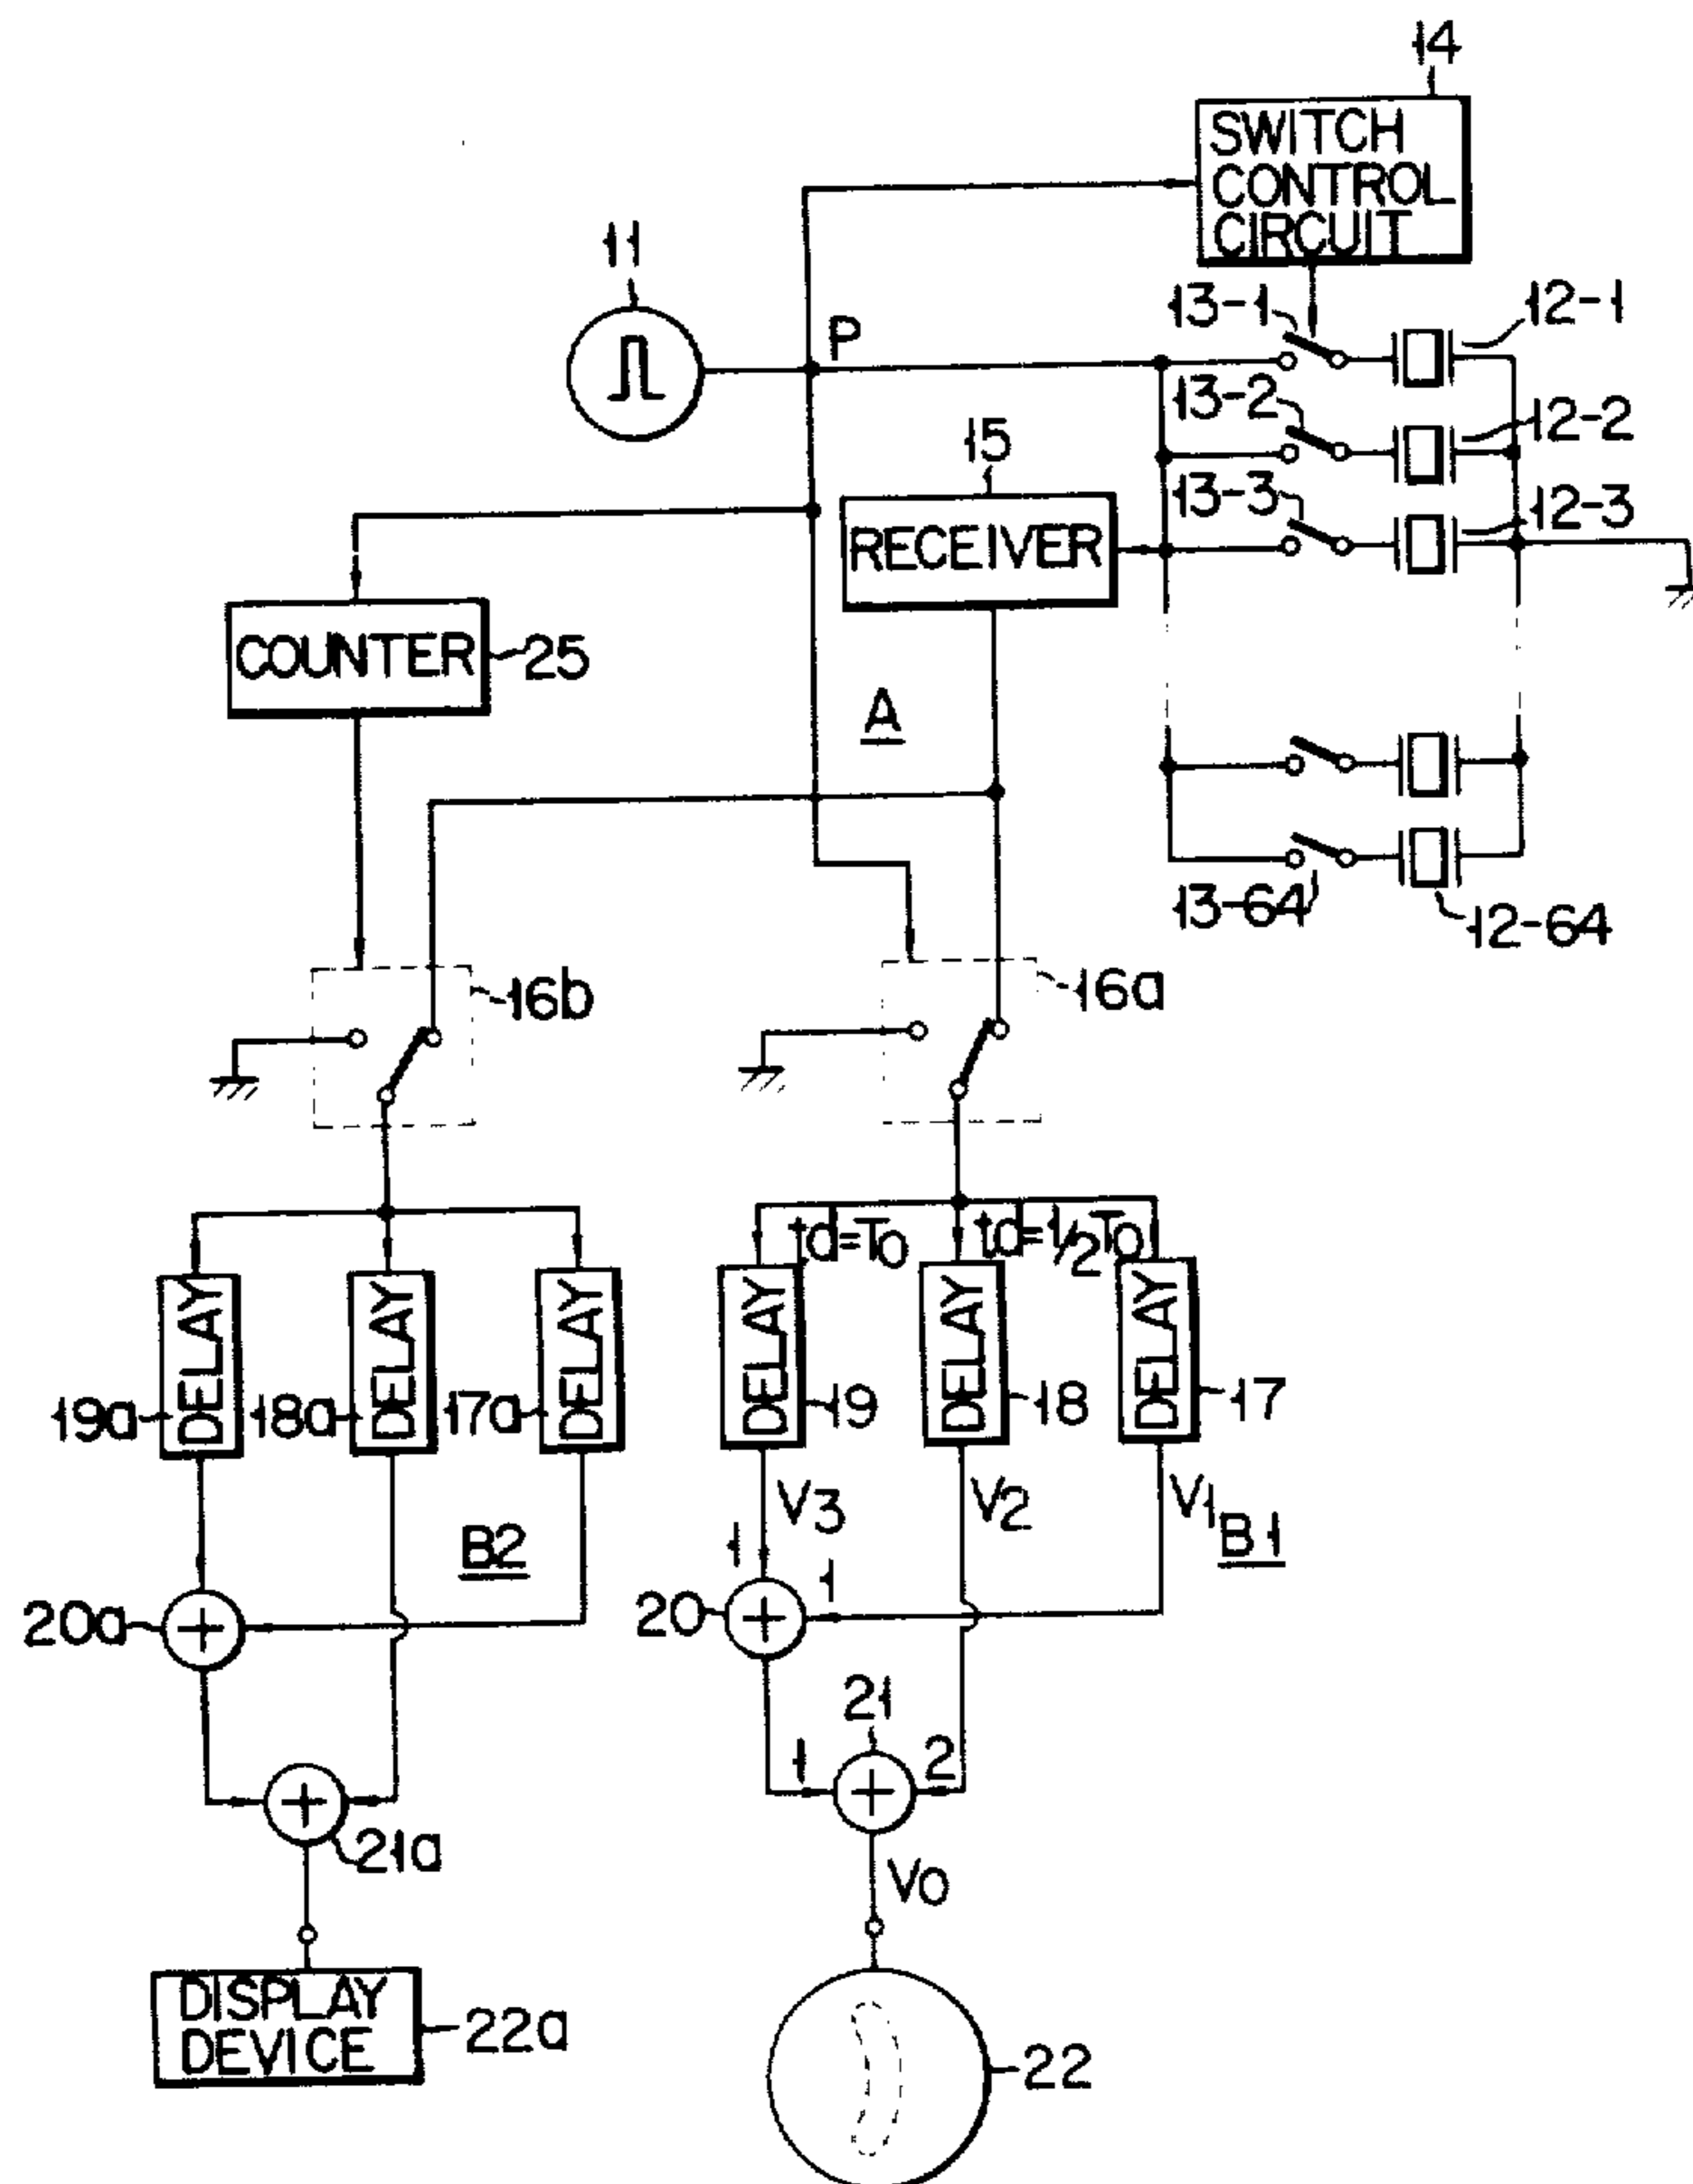 14
SWITCH
CONTROL
CIRCUIT
11
P
13-1
12-1
13-2
12-2
15
13-3
12-3
RECEIVER
COUNTER
25
A
13-64
12-64
16b
16a
td=T0
td=1/2T0
DELAY
DELAY
DELAY
DELAY
DELAY
DELAY
19a
18a
17a
19
18
17
V3
V2
V1
B2
B1
1
1
20a
20
21
1
2
21a
V0
DISPLAY
DEVICE
22a
22